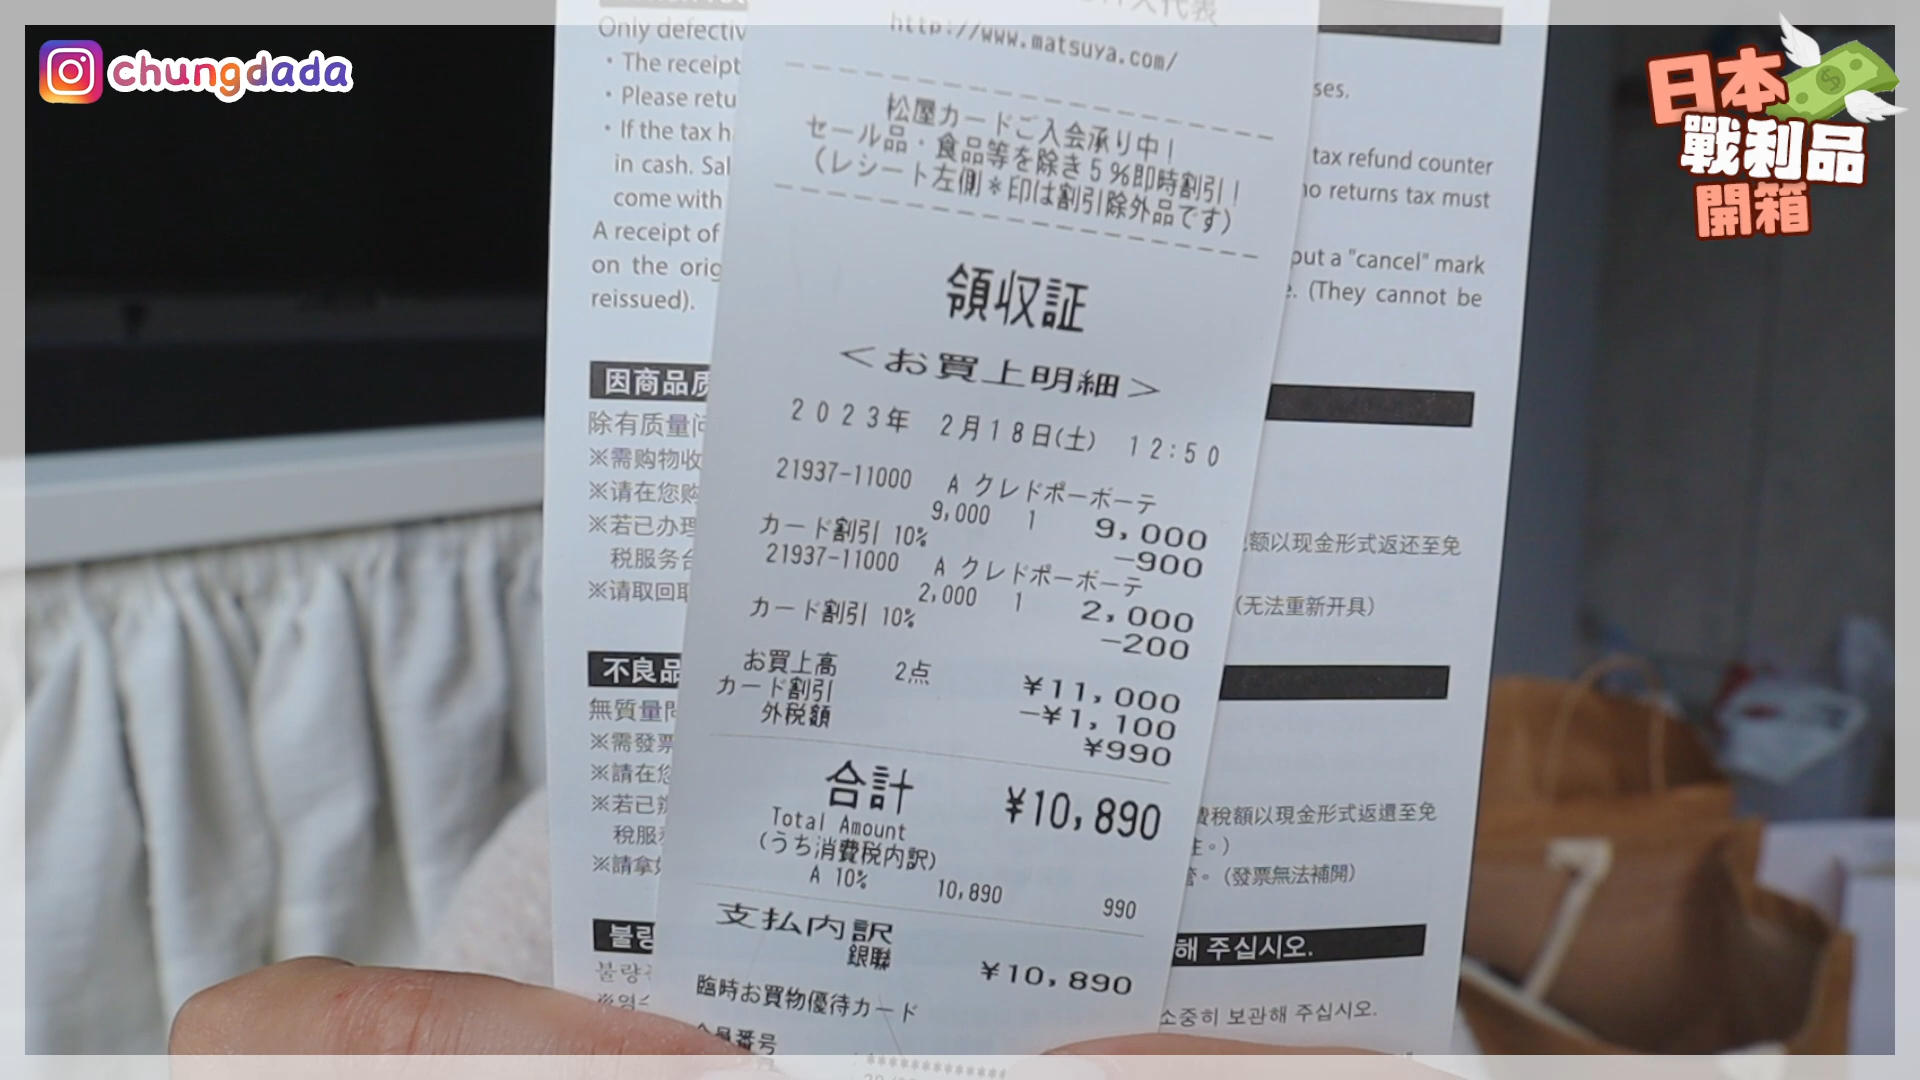 chungdada
日本
戰利品
開箱
http://www.matsuya.com/
松屋カードご入会承り中！
セール品・食品等を除き５％即時割引！
（レシート左側＊印は割引除外品です）
領収証
＜お買上明細＞
２０２３年 ２月１８日(土) １２:５０
21937-11000 A クレドポーボーテ
9,000 1 9,000
カード割引 10% -900
21937-11000 A クレドポーボーテ
2,000 1 2,000
カード割引 10% -200
お買上高 2点 ¥11,000
カード割引 -¥1,100
外税額 ¥990
合計 ¥10,890
Total Amount
(うち消費税内訳)
A 10% 10,890 990
支払内訳
銀聯 ¥10,890
臨時お買物優待カード
Only defectiv
・The receipt
・Please retu
・If the tax h
in cash. Sal
come with
A receipt of
on the orig
reissued).
ses.
tax refund counter
no returns tax must
put a "cancel" mark
e. (They cannot be
因商品质
除有质量问
※需购物收
※请在您购
※若已办理
税服务台
※请取回取
额以现金形式返还至免
(无法重新开具)
不良品
無質量問
※需發票
※請在您
※若已辦
税服務
※請拿好
費稅額以現金形式返還至免
。)
。(發票無法補開)
불량
해 주십시오.
소중히 보관해 주십시오.